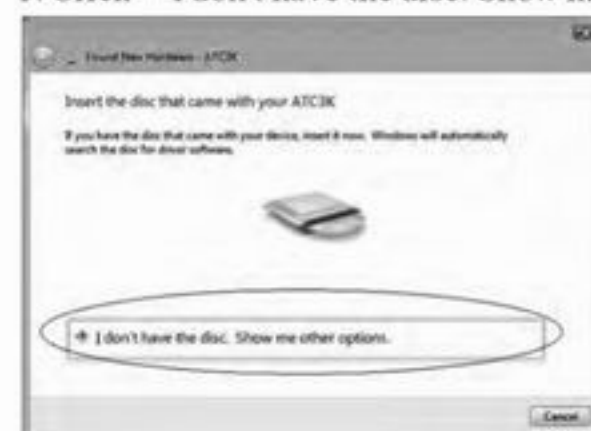 Found New Hardware - ATC3K
Insert the disc that came with your ATC3K
If you have the disc that came with your device, insert it now. Windows will automatically
search the disc for driver software.
I don't have the disc. Show me other options.
Cancel